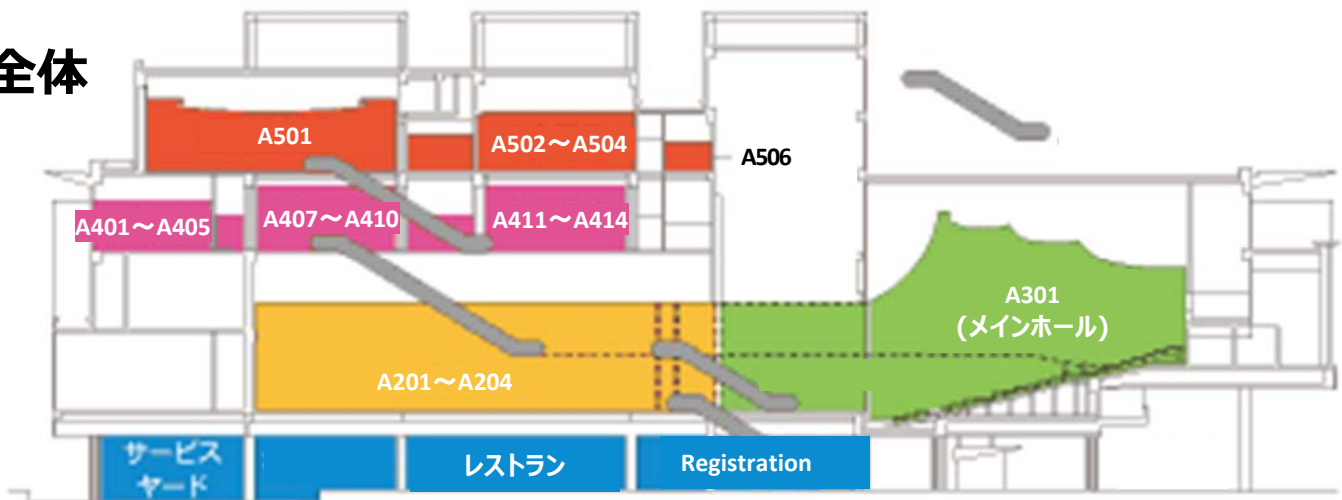 全体
A501
A502～A504
A506
A401～A405
A407～A410
A411～A414
A301
(メインホール)
A201～A204
サービス
ヤード
レストラン
Registration